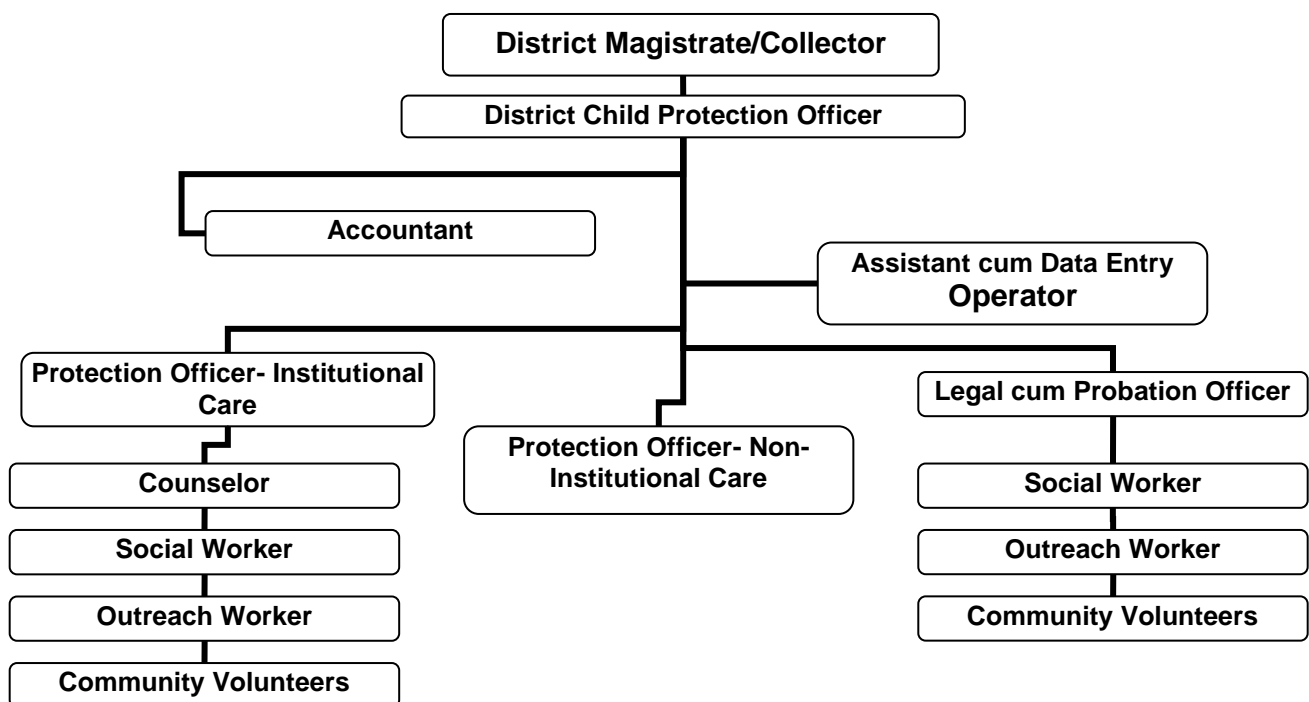 District Magistrate/Collector
District Child Protection Officer
Accountant
Assistant cum Data Entry
Operator
Protection Officer- Institutional
Care
Protection Officer- Non-
Institutional Care
Legal cum Probation Officer
Counselor
Social Worker
Outreach Worker
Community Volunteers
Social Worker
Outreach Worker
Community Volunteers